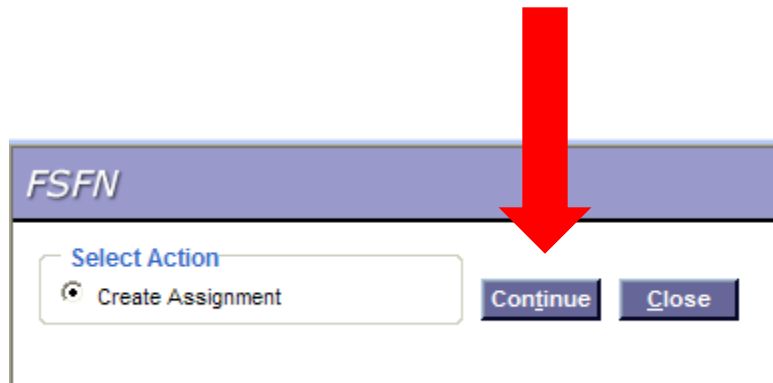 FSFN
Select Action
Create Assignment
Continue Close